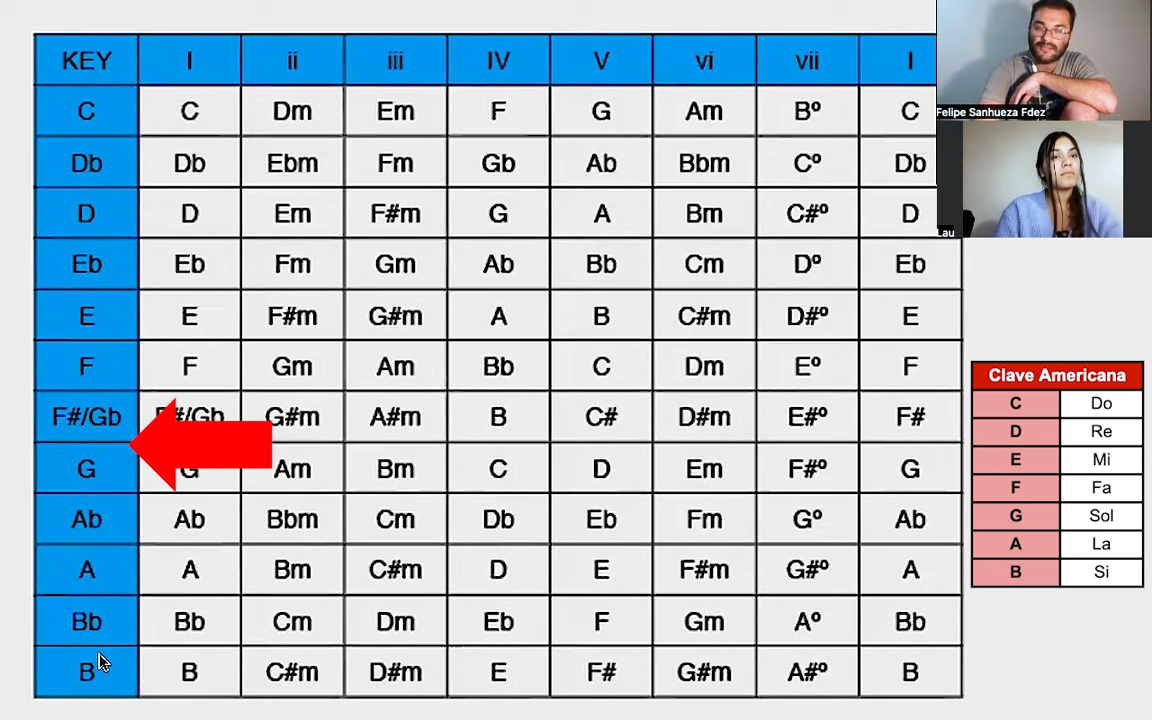 KEY I ii iii IV V vi vii I
C C Dm Em F G Am Bº C
Db Db Ebm Fm Gb Ab Bbm Cº Db
D D Em F#m G A Bm C#º D
Eb Eb Fm Gm Ab Bb Cm Dº Eb
E E F#m G#m A B C#m D#º E
F F Gm Am Bb C Dm Eº F
F#/Gb F#/Gb G#m A#m B C# D#m E#º F#
G G Am Bm C D Em F#º G
Ab Ab Bbm Cm Db Eb Fm Gº Ab
A A Bm C#m D E F#m G#º A
Bb Bb Cm Dm Eb F Gm Aº Bb
B B C#m D#m E F# G#m A#º B
Felipe Sanhueza Fdez
Lau
Clave Americana
C Do
D Re
E Mi
F Fa
G Sol
A La
B Si